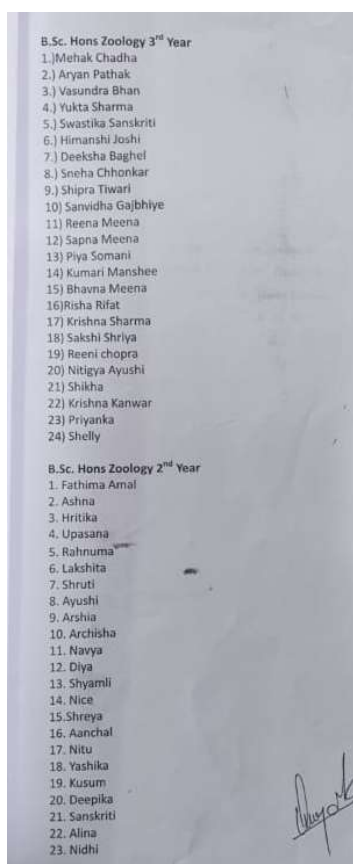 B.Sc. Hons Zoology 3rd Year
1.)Mehak Chadha
2.) Aryan Pathak
3.) Vasundra Bhan
4.) Yukta Sharma
5.) Swastika Sanskriti
6.) Himanshi Joshi
7.) Deeksha Baghel
8.) Sneha Chhonkar
9.) Shipra Tiwari
10) Sanvidha Gajbhiye
11) Reena Meena
12) Sapna Meena
13) Piya Somani
14) Kumari Manshee
15) Bhavna Meena
16)Risha Rifat
17) Krishna Sharma
18) Sakshi Shriya
19) Reeni chopra
20) Nitigya Ayushi
21) Shikha
22) Krishna Kanwar
23) Priyanka
24) Shelly
B.Sc. Hons Zoology 2nd Year
1. Fathima Amal
2. Ashna
3. Hritika
4. Upasana
5. Rahnuma
6. Lakshita
7. Shruti
8. Ayushi
9. Arshia
10. Archisha
11. Navya
12. Diya
13. Shyamli
14. Nice
15.Shreya
16. Aanchal
17. Nitu
18. Yashika
19. Kusum
20. Deepika
21. Sanskriti
22. Alina
23. Nidhi